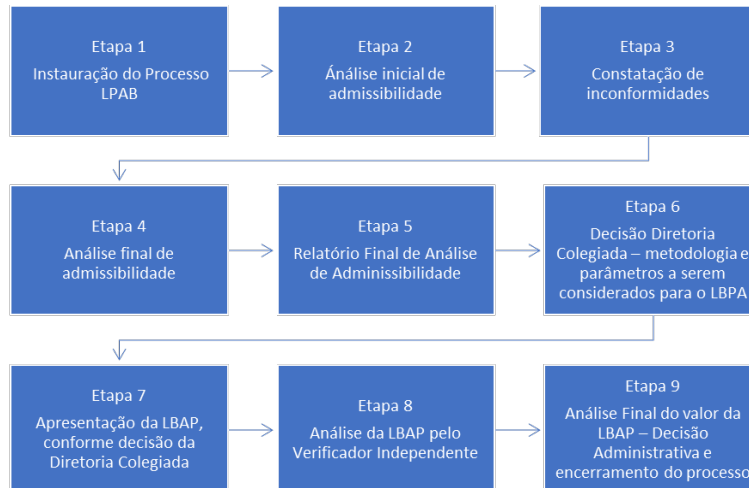 Etapa 1
Instauração do Processo
LPAB
Etapa 2
Ánálise inicial de
admissibilidade
Etapa 3
Constatação de
inconformidades
Etapa 4
Análise final de
admissibilidade
Etapa 5
Relatório Final de Análise
de Adminissibilidade
Etapa 6
Decisão Diretoria
Colegiada – metodologia e
parâmetros a serem
considerados para o LBPA
Etapa 7
Apresentação da LBAP,
conforme decisão da
Diretoria Colegiada
Etapa 8
Análise da LBAP pelo
Verificador Independente
Etapa 9
Análise Final do valor da
LBAP – Decisão
Administrativa e
encerramento do processo